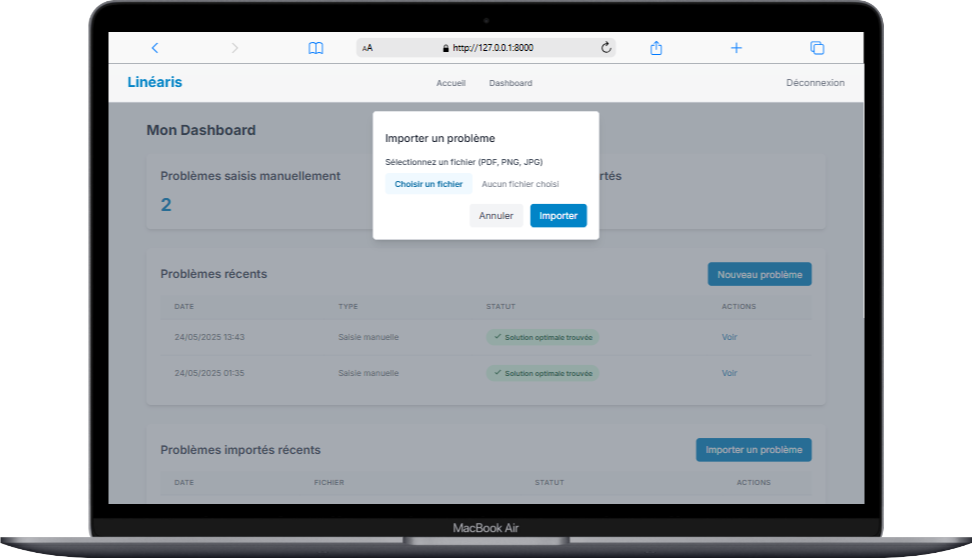 AA http://127.0.0.1:8000
Linéaris Accueil Dashboard Déconnexion
Mon Dashboard
Importer un problème
Sélectionnez un fichier (PDF, PNG, JPG)
Choisir un fichier Aucun fichier choisi
Annuler Importer
Problèmes saisis manuellement rtés
2
Problèmes récents Nouveau problème
DATE TYPE STATUT ACTIONS
24/05/2025 13:43 Saisie manuelle ✓ Solution optimale trouvée Voir
24/05/2025 01:35 Saisie manuelle ✓ Solution optimale trouvée Voir
Problèmes importés récents Importer un problème
DATE FICHIER STATUT ACTIONS
MacBook Air